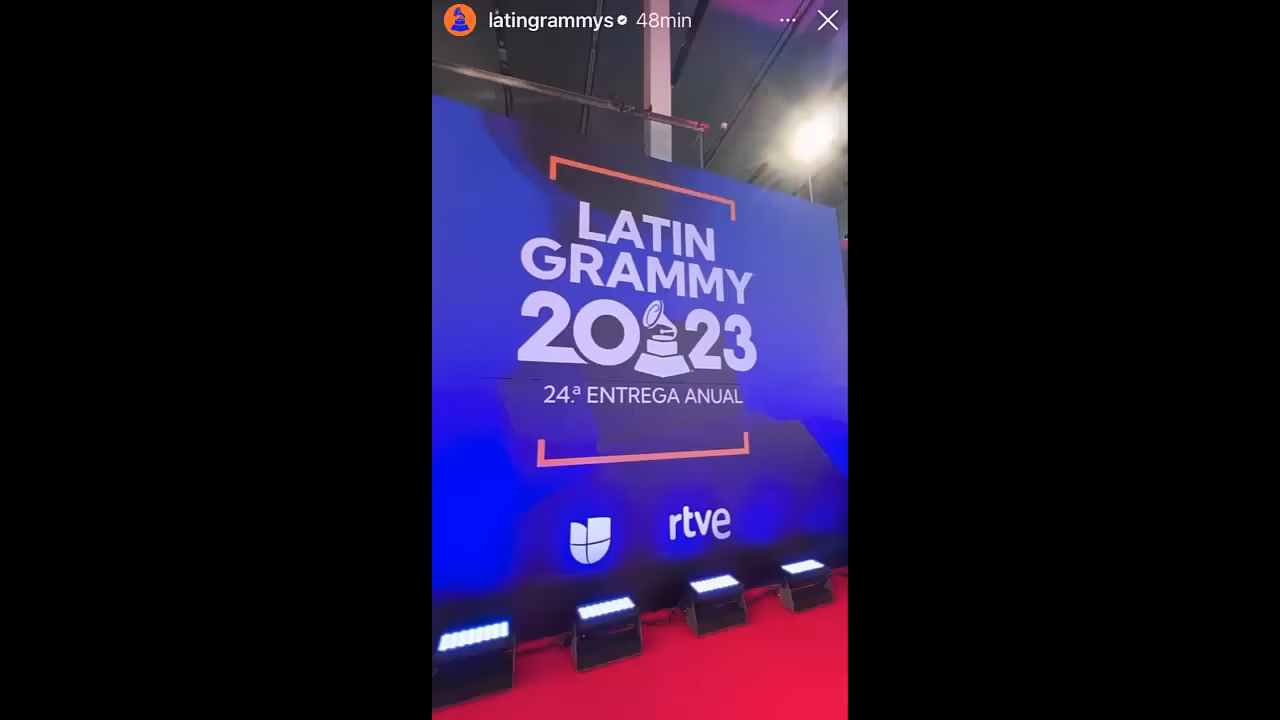 latingrammys 48min
LATIN
GRAMMY
2023
24.ª ENTREGA ANUAL
rtve